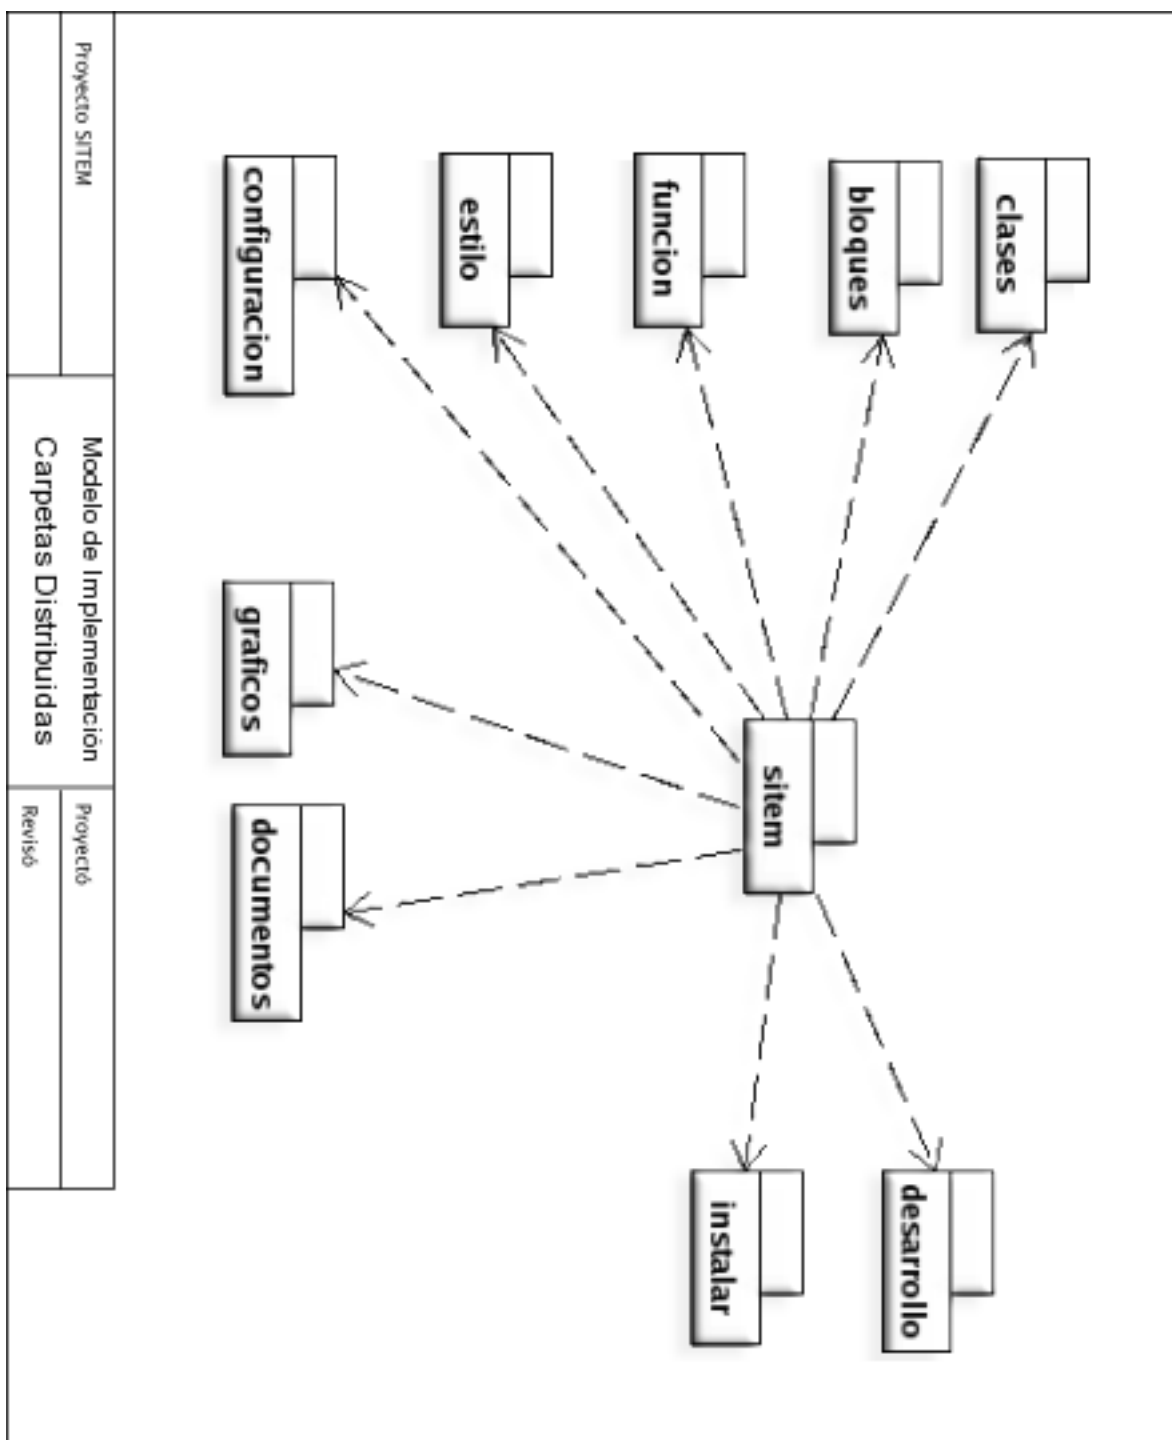 clases
bloques
funcion
estilo
configuracion
sitem
graficos
documentos
desarrollo
instalar
Proyecto SITEM
Modelo de Implementación
Carpetas Distribuidas
Proyectó
Revisó